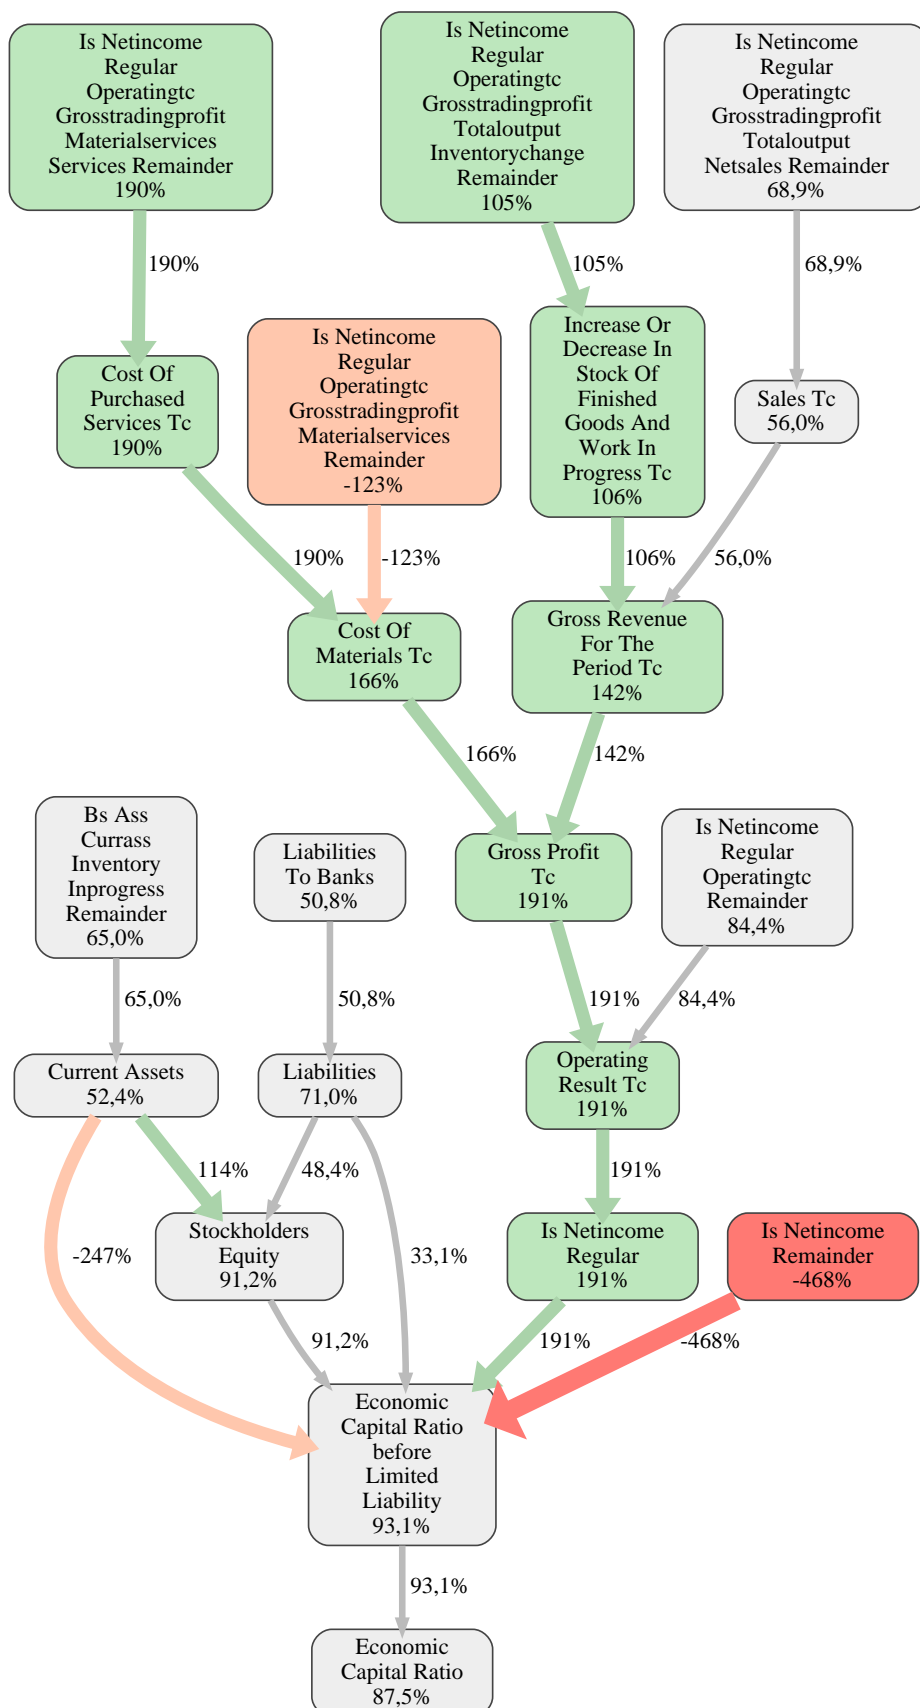 Is Netincome
Regular
Operatingtc
Grosstradingprofit
Materialservices
Services Remainder
190%
Is Netincome
Regular
Operatingtc
Grosstradingprofit
Totaloutput
Inventorychange
Remainder
105%
Is Netincome
Regular
Operatingtc
Grosstradingprofit
Totaloutput
Netsales Remainder
68,9%
190%
105%
68,9%
Cost Of
Purchased
Services Tc
190%
Is Netincome
Regular
Operatingtc
Grosstradingprofit
Materialservices
Remainder
-123%
Increase Or
Decrease In
Stock Of
Finished
Goods And
Work In
Progress Tc
106%
Sales Tc
56,0%
190%
-123%
106%
56,0%
Cost Of
Materials Tc
166%
Gross Revenue
For The
Period Tc
142%
166%
142%
Bs Ass
Currass
Inventory
Inprogress
Remainder
65,0%
Liabilities
To Banks
50,8%
Gross Profit
Tc
191%
Is Netincome
Regular
Operatingtc
Remainder
84,4%
65,0%
50,8%
191%
84,4%
Current Assets
52,4%
Liabilities
71,0%
Operating
Result Tc
191%
114%
48,4%
191%
-247%
Stockholders
Equity
91,2%
33,1%
Is Netincome
Regular
191%
Is Netincome
Remainder
-468%
91,2%
191%
-468%
Economic
Capital Ratio
before
Limited
Liability
93,1%
93,1%
Economic
Capital Ratio
87,5%